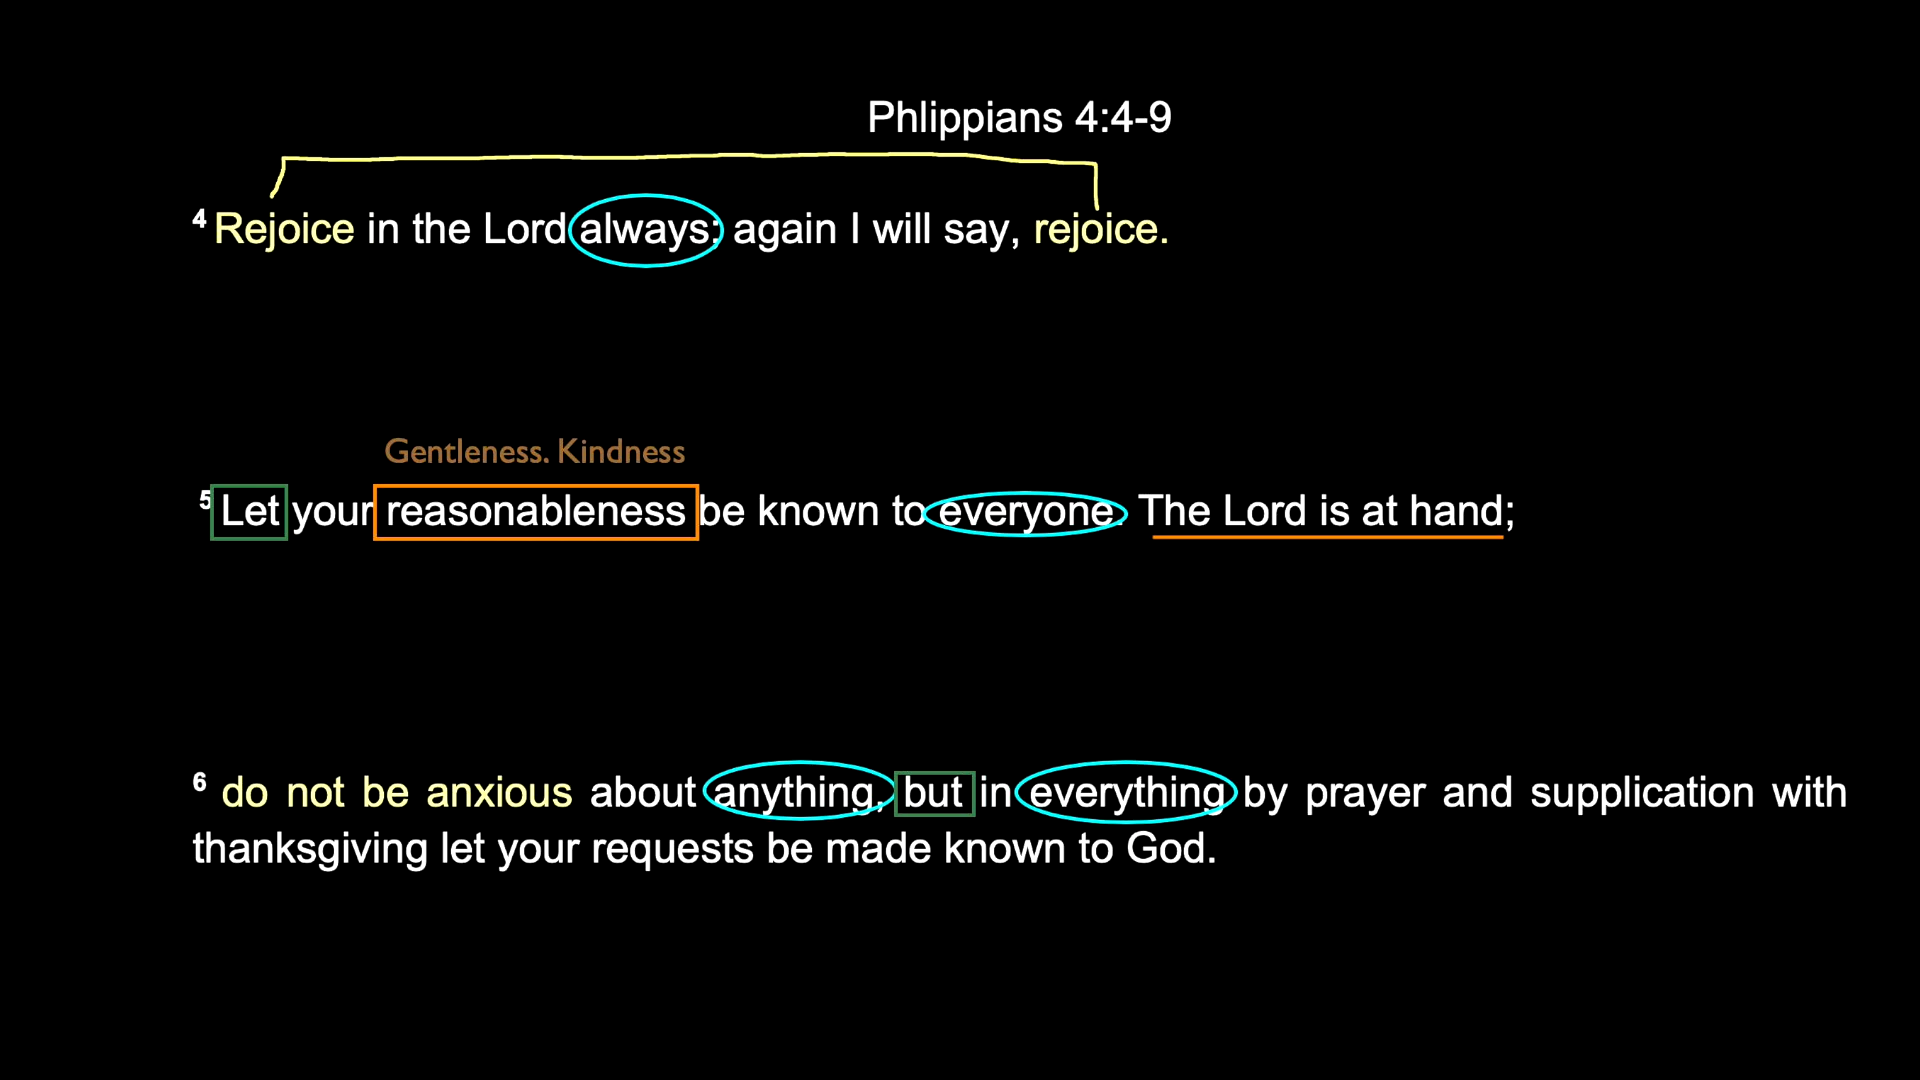 Phlippians 4:4-9
4 Rejoice in the Lord always; again I will say, rejoice.
Gentleness. Kindness
5 Let your reasonableness be known to everyone. The Lord is at hand;
6 do not be anxious about anything, but in everything by prayer and supplication with
thanksgiving let your requests be made known to God.